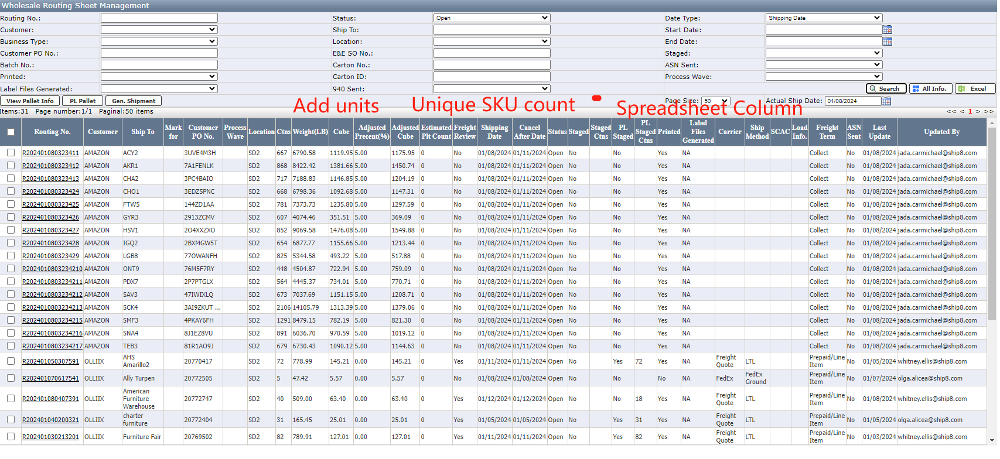 Wholesale Routing Sheet Management
Routing No.: Status: Open Date Type: Shipping Date
Customer: Ship To: Start Date:
Business Type: Location: End Date:
Customer PO No.: E&E SO No.: Staged:
Batch No.: Carton No.: ASN Sent:
Printed: Carton ID: Process Wave:
Label Files Generated: 940 Sent: Search All Info. Excel
View Pallet Info PL Pallet Gen. Shipment Page Size: 50 Actual Ship Date: 01/08/2024
Add units Unique SKU count Spreadsheet Column
Items:31 Page number:1/1 Paginal:50 items << < 1 > >>
Routing No. Customer Ship To Mark for Customer PO No. Process Wave Location Ctns Weight(LB) Cube Adjusted Precent(%) Adjusted Cube Estimated Plt Count Freight Review Shipping Date Cancel After Date Status Staged Staged Ctns PL Staged PL Staged Ctns Printed Label Files Generated Carrier Ship Method SCAC Load Info. Freight Term ASN Sent Last Update Updated By
R202401080323411 AMAZON ACY2 3UVE4M3H SD2 667 6790.58 1119.95 5.00 1175.95 0 No 01/08/2024 01/11/2024 Open No No Yes NA Collect No 01/08/2024 jada.carmichael@ship8.com
R202401080323412 AMAZON AKR1 7A1FENLK SD2 868 8422.42 1381.66 5.00 1450.74 0 No 01/08/2024 01/11/2024 Open No No Yes NA Collect No 01/08/2024 jada.carmichael@ship8.com
R202401080323413 AMAZON CHA2 3PC4BAIO SD2 717 7188.83 1146.85 5.00 1204.19 0 No 01/08/2024 01/11/2024 Open No No Yes NA Collect No 01/08/2024 jada.carmichael@ship8.com
R202401080323424 AMAZON CHO1 3EDZ5PNC SD2 668 6798.36 1092.68 5.00 1147.31 0 No 01/08/2024 01/11/2024 Open No No Yes NA Collect No 01/08/2024 jada.carmichael@ship8.com
R202401080323425 AMAZON FTW5 144ZD1AA SD2 781 7373.73 1235.80 5.00 1297.59 0 No 01/08/2024 01/11/2024 Open No No Yes NA Collect No 01/08/2024 jada.carmichael@ship8.com
R202401080323426 AMAZON GYR3 2913ZCMV SD2 607 4074.46 351.51 5.00 369.09 0 No 01/08/2024 01/11/2024 Open No No Yes NA Collect No 01/08/2024 jada.carmichael@ship8.com
R202401080323427 AMAZON HSV1 2O4XXZXO SD2 852 9069.58 1476.08 5.00 1549.88 0 No 01/08/2024 01/11/2024 Open No No Yes NA Collect No 01/08/2024 jada.carmichael@ship8.com
R202401080323428 AMAZON IGQ2 2BXMGW5T SD2 654 6877.77 1155.66 5.00 1213.44 0 No 01/08/2024 01/11/2024 Open No No Yes NA Collect No 01/08/2024 jada.carmichael@ship8.com
R202401080323429 AMAZON LGB8 77OWANFH SD2 825 5344.58 493.22 5.00 517.88 0 No 01/08/2024 01/11/2024 Open No No Yes NA Collect No 01/08/2024 jada.carmichael@ship8.com
R2024010803234210 AMAZON ONT9 76M5F7RY SD2 448 4504.87 722.94 5.00 759.09 0 No 01/08/2024 01/11/2024 Open No No Yes NA Collect No 01/08/2024 jada.carmichael@ship8.com
R2024010803234211 AMAZON PDX7 2P7PTGLX SD2 564 4445.37 734.01 5.00 770.71 0 No 01/08/2024 01/11/2024 Open No No Yes NA Collect No 01/08/2024 jada.carmichael@ship8.com
R2024010803234212 AMAZON SAV3 47IWIXLQ SD2 673 7037.69 1151.15 5.00 1208.71 0 No 01/08/2024 01/11/2024 Open No No Yes NA Collect No 01/08/2024 jada.carmichael@ship8.com
R2024010803234213 AMAZON SCK4 3AI9ZKUT ... SD2 2106 14105.79 1313.39 5.00 1379.06 0 No 01/08/2024 01/11/2024 Open No No Yes NA Collect No 01/08/2024 jada.carmichael@ship8.com
R2024010803234215 AMAZON SMF3 4PKAY6FH SD2 1291 8479.15 782.19 5.00 821.30 0 No 01/08/2024 01/11/2024 Open No No Yes NA Collect No 01/08/2024 jada.carmichael@ship8.com
R2024010803234216 AMAZON SNA4 8J1EZ8VU SD2 891 6036.70 970.59 5.00 1019.12 0 No 01/08/2024 01/11/2024 Open No No Yes NA Collect No 01/08/2024 jada.carmichael@ship8.com
R2024010803234217 AMAZON TEB3 81R1AO9J SD2 679 6730.43 1090.12 5.00 1144.63 0 No 01/08/2024 01/11/2024 Open No No Yes NA Collect No 01/08/2024 jada.carmichael@ship8.com
R202401050307591 OLLIIX AHS Amarillo2 20770417 SD2 72 778.99 145.21 0.00 145.21 0 Yes 01/11/2024 01/11/2024 Open No Yes 72 Yes NA Freight Quote LTL Prepaid/Line Item No 01/05/2024 whitney.ellis@ship8.com
R202401070617541 OLLIIX Ally Turpen 20772505 SD2 5 47.42 5.57 0.00 5.57 0 No 01/08/2024 01/08/2024 Open No No No NA FedEx FedEx Ground Prepaid/Line Item No 01/07/2024 olga.alicea@ship8.com
R202401080407391 OLLIIX American Furniture Warehouse 20772747 SD2 40 509.00 63.40 0.00 63.40 0 Yes 01/12/2024 01/12/2024 Open No No 18 Yes NA Freight Quote LTL Prepaid/Line Item No 01/08/2024 whitney.ellis@ship8.com
R202401040200321 OLLIIX charter furniture 20772404 SD2 31 165.45 25.01 0.00 25.01 0 Yes 01/05/2024 01/05/2024 Open No Yes 31 Yes NA Freight Quote LTL Prepaid/Line Item No 01/05/2024 olga.alicea@ship8.com
R202401030213201 OLLIIX Furniture Fair 20769502 SD2 82 789.91 127.01 0.00 127.01 0 Yes 01/11/2024 01/11/2024 Open No Yes 82 Yes NA Freight Quote LTL Prepaid/Line Item No 01/03/2024 whitney.ellis@ship8.com